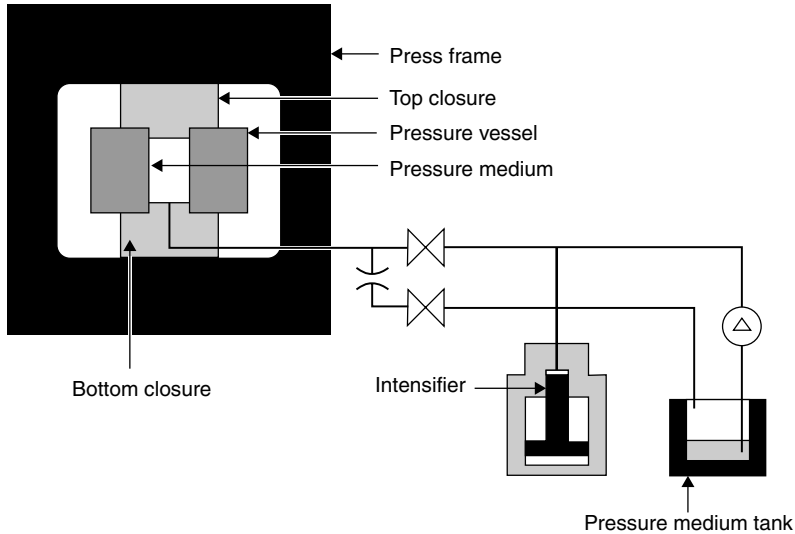 Press frame
Top closure
Pressure vessel
Pressure medium
Bottom closure
Intensifier
Pressure medium tank